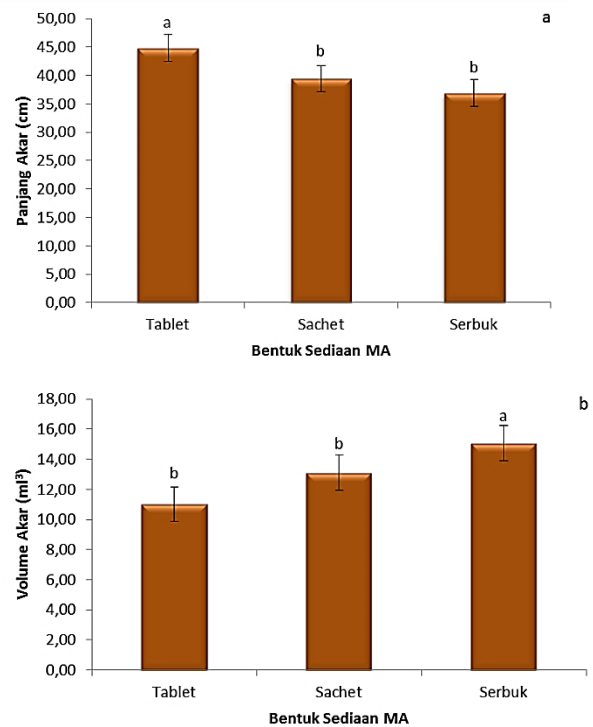 a
Panjang Akar (cm)
50,00
45,00
40,00
35,00
30,00
25,00
20,00
15,00
10,00
5,00
0,00
a
b
b
Tablet
Sachet
Serbuk
Bentuk Sediaan MA
b
Volume Akar (ml³)
18,00
16,00
14,00
12,00
10,00
8,00
6,00
4,00
2,00
0,00
b
b
a
Tablet
Sachet
Serbuk
Bentuk Sediaan MA